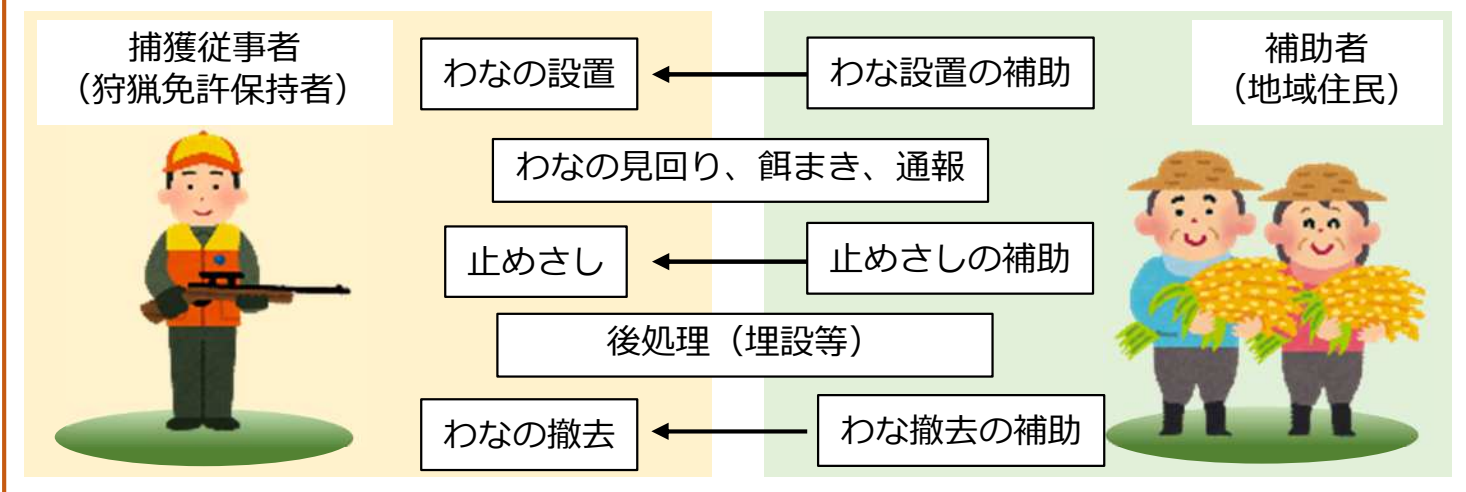 捕獲従事者
（狩猟免許保持者）
わなの設置
わな設置の補助
補助者
（地域住民）
わなの見回り、餌まき、通報
止めさし
止めさしの補助
後処理（埋設等）
わなの撤去
わな撤去の補助